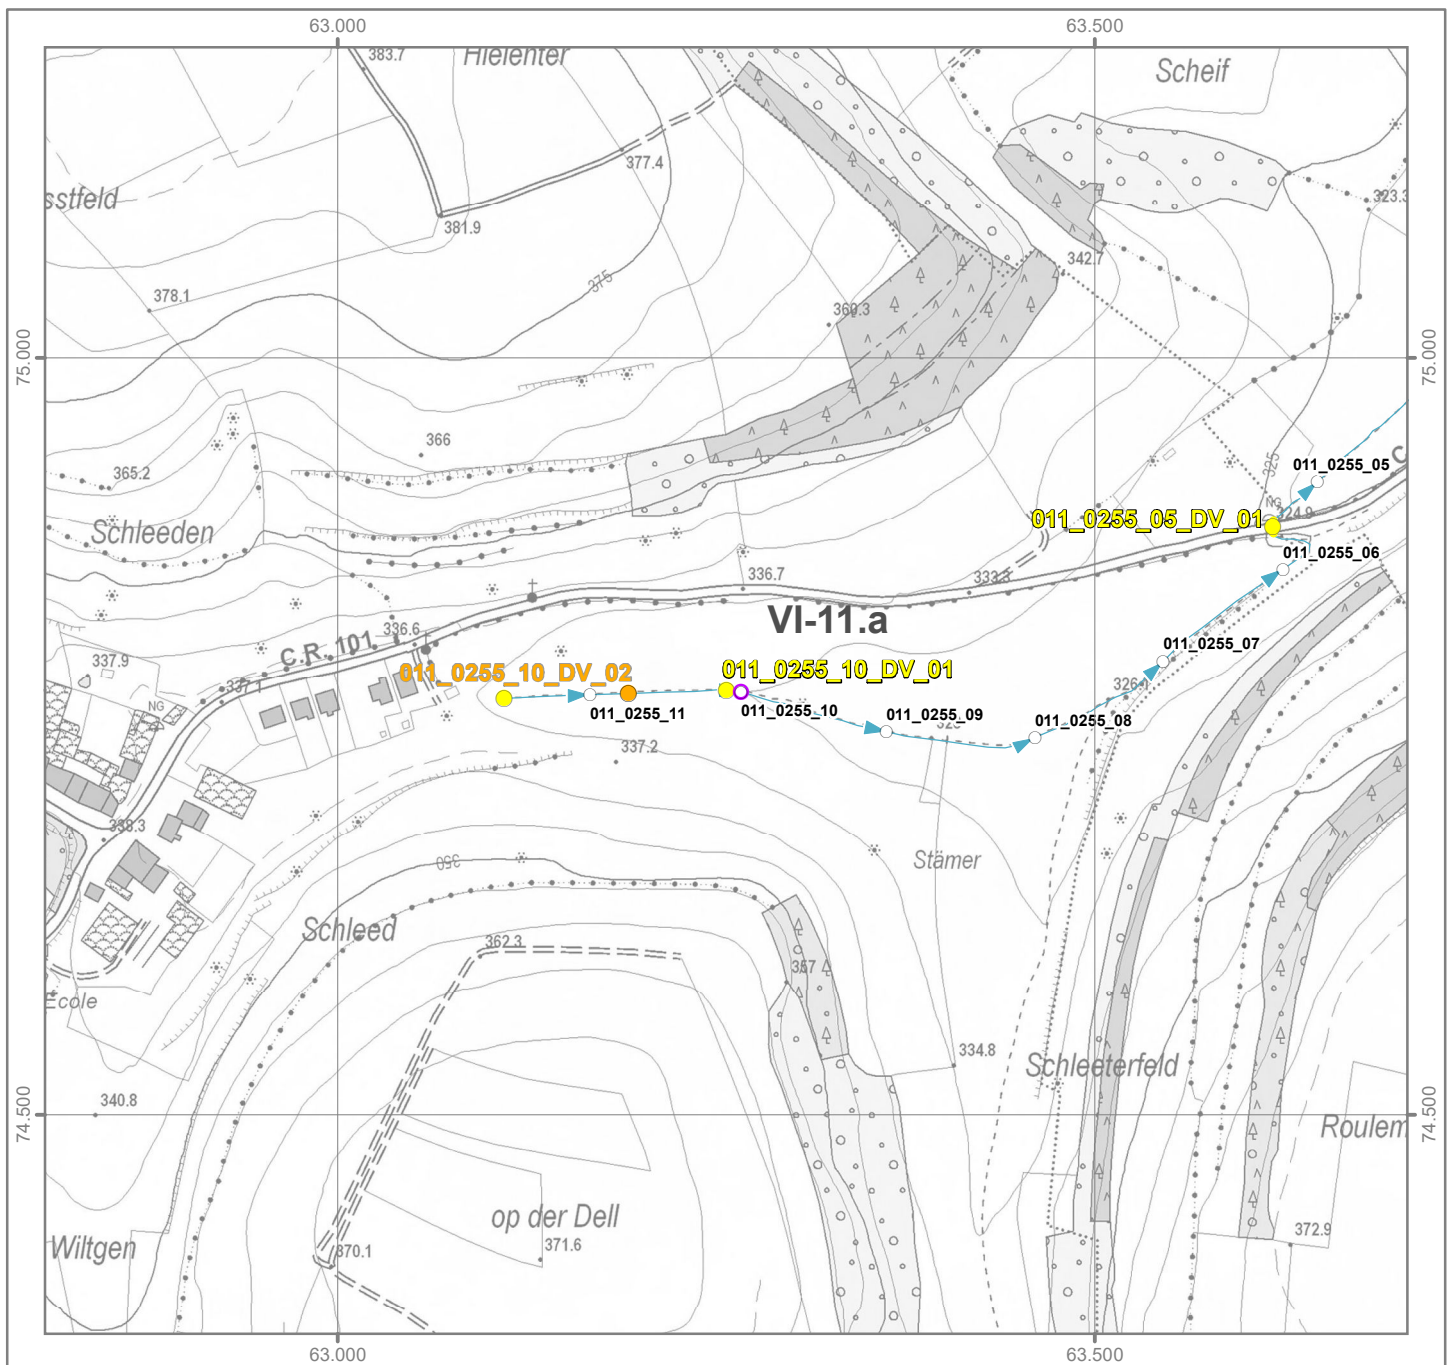 63.000
63.500
383.7
Hielenter
Scheif
377.4
sstfeld
323.3
381.9
342.7
375
378.1
360.3
75.000
75.000
366
365.2
325
011_0255_05
C
NG
Schleeden
011_0255_05_DV_01
324.9
011_0255_06
336.7
333.3
VI-11.a
336.6
C.R. 101
011_0255_07
337.9
011_0255_10_DV_02
011_0255_10_DV_01
337.1
326.1
NG
011_0255_11
011_0255_10
011_0255_09
011_0255_08
337.2
338.3
350
Stämer
Schleed
362.3
357
Ecole
334.8
Schleeterfeld
340.8
74.500
74.500
Roulem
op der Dell
371.6
372.9
Wiltgen
370.1
63.000
63.500